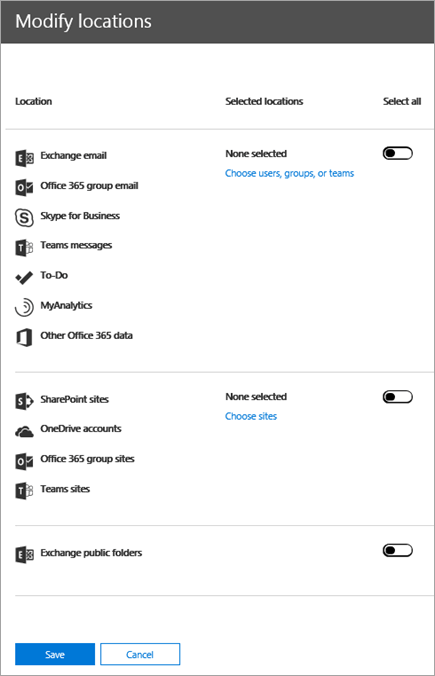 Modify locations
Location Selected locations Select all
Exchange email None selected
Choose users, groups, or teams
Office 365 group email
Skype for Business
Teams messages
To-Do
MyAnalytics
Other Office 365 data
SharePoint sites None selected
Choose sites
OneDrive accounts
Office 365 group sites
Teams sites
Exchange public folders
Save Cancel